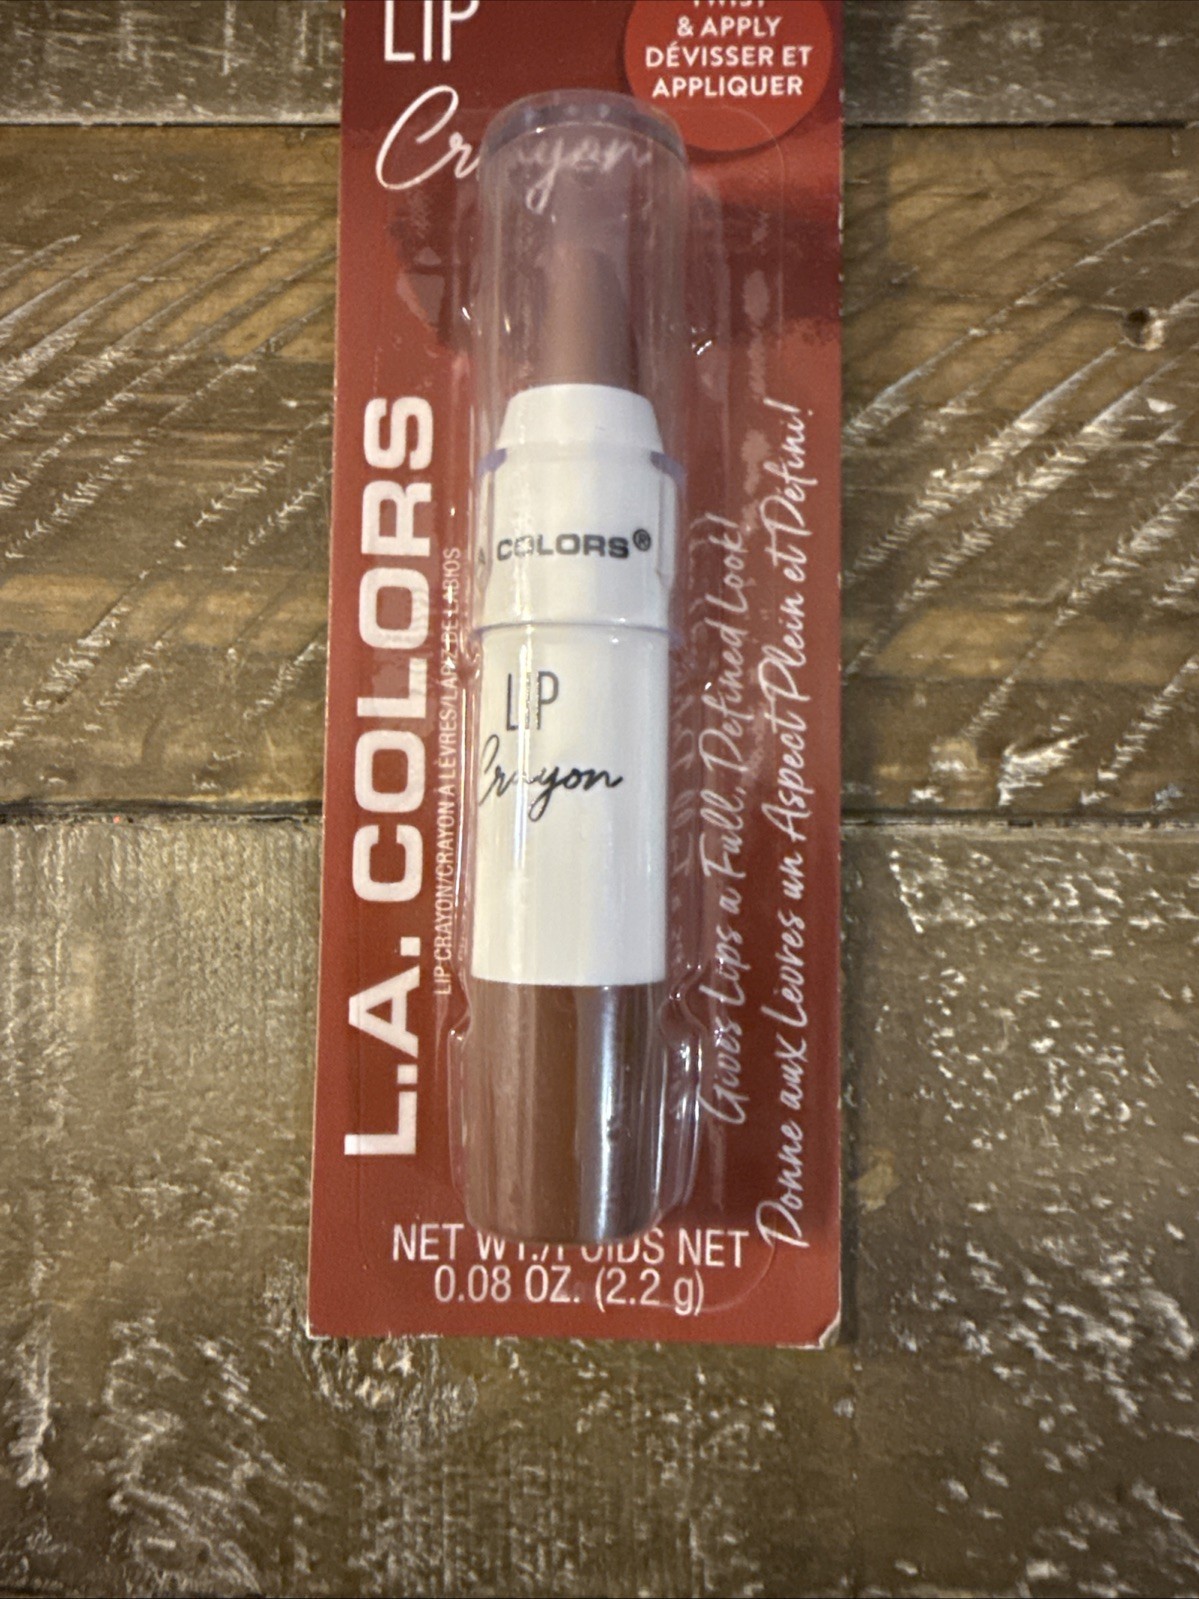 LIP
Crayon
TWIST
& APPLY
DÉVISSER ET
APPLIQUER
L.A. COLORS
LIP CRAYON/CRAYON À LÈVRES/LÁPIZ DE LABIOS
COLORS®
LIP
Crayon
Gives Lips a Full, Defined Look!
Donne aux Lèvres un Aspect Plein et Défini!
NET WT./POIDS NET
0.08 OZ. (2.2 g)